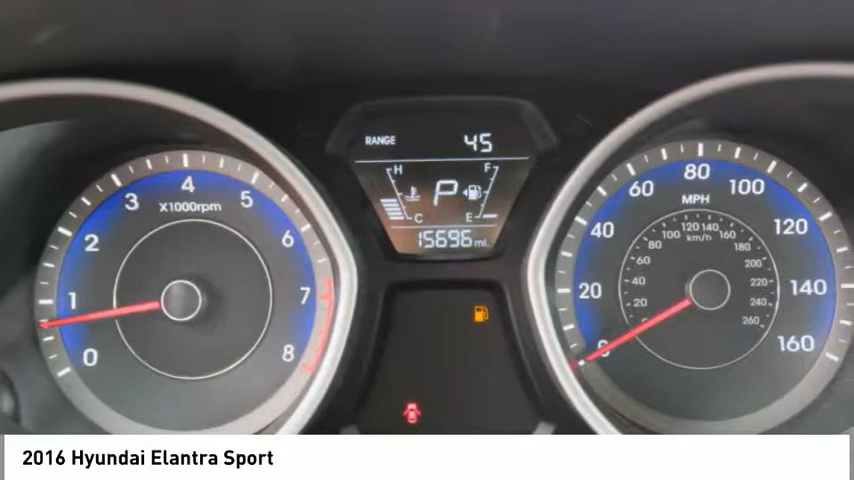 RANGE 45
H F
P
C E
15696 mi.
0 1 2 3 4 5 6 7 8
X1000rpm
0 20 40 60 80 100 120 140 160
MPH
20 40 60 80 100 120 140 160 180 200 220 240 260
km/h
2016 Hyundai Elantra Sport